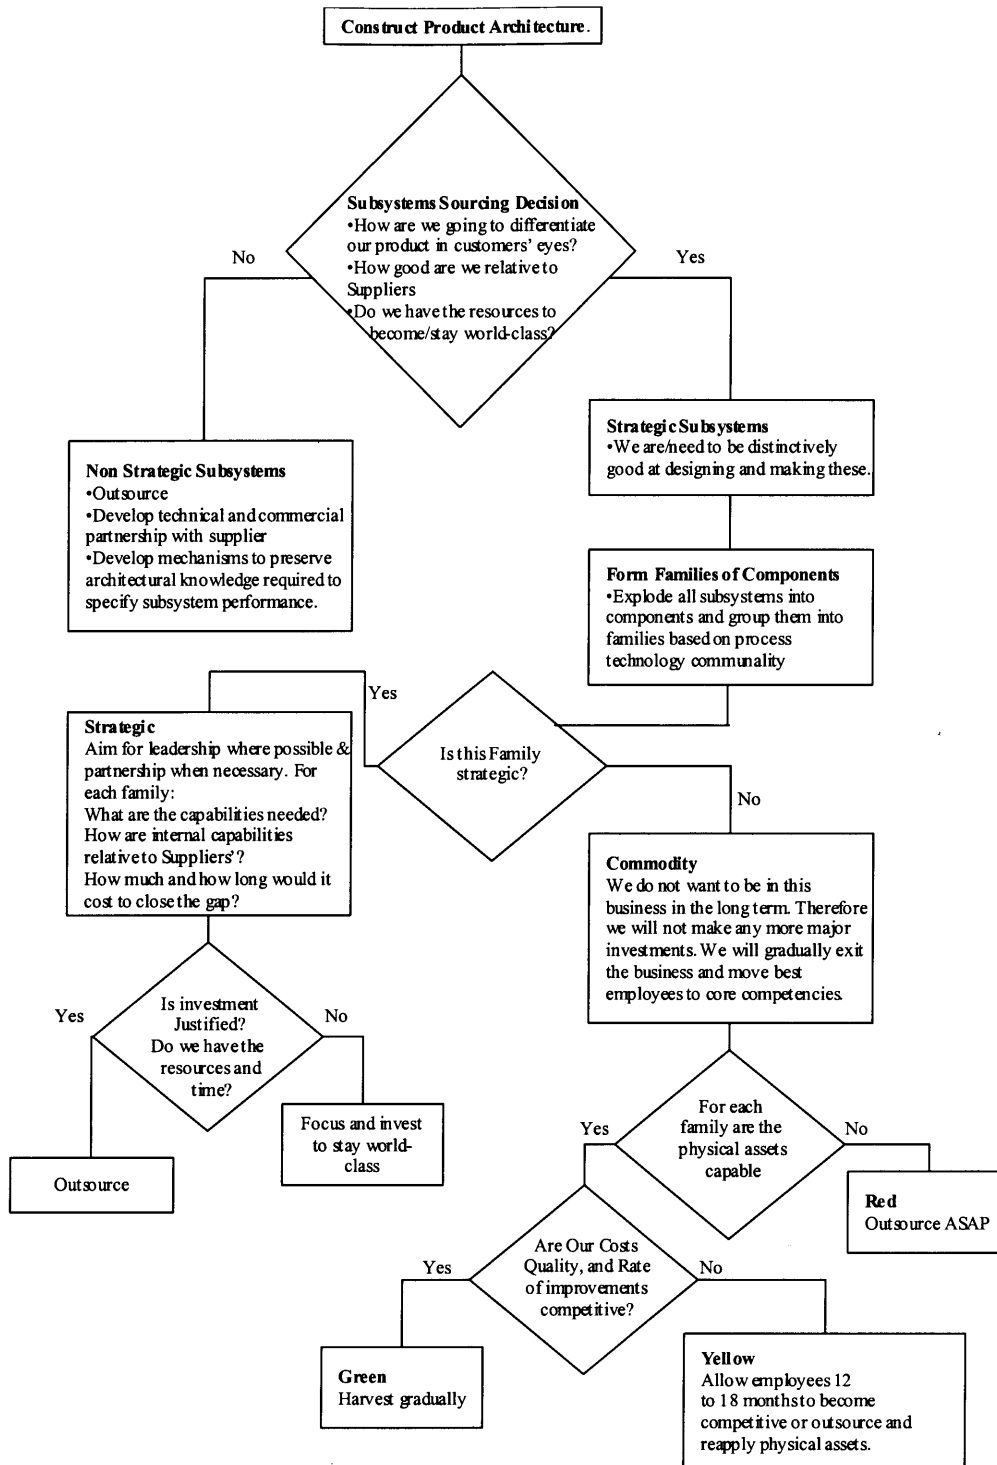 Construct Product Architecture.
Subsystems Sourcing Decision
•How are we going to differentiate
our product in customers' eyes?
•How good are we relative to
Suppliers
•Do we have the resources to
become/stay world-class?
No
Yes
Strategic Subsystems
•We are/need to be distinctively
good at designing and making these.
Non Strategic Subsystems
•Outsource
•Develop technical and commercial
partnership with supplier
•Develop mechanisms to preserve
architectural knowledge required to
specify subsystem performance.
Form Families of Components
•Explode all subsystems into
components and group them into
families based on process
technology communality
Yes
Is this Family
strategic?
No
Strategic
Aim for leadership where possible &
partnership when necessary. For
each family:
What are the capabilities needed?
How are internal capabilities
relative to Suppliers'?
How much and how long would it
cost to close the gap?
Commodity
We do not want to be in this
business in the long term. Therefore
we will not make any more major
investments. We will gradually exit
the business and move best
employees to core competencies.
Yes
Is investment
Justified?
Do we have the
resources and
time?
No
Outsource
Focus and invest
to stay world-
class
Yes
For each
family are the
physical assets
capable
No
Red
Outsource ASAP
Yes
Are Our Costs
Quality, and Rate
of improvements
competitive?
No
Green
Harvest gradually
Yellow
Allow employees 12
to 18 months to become
competitive or outsource and
reapply physical assets.